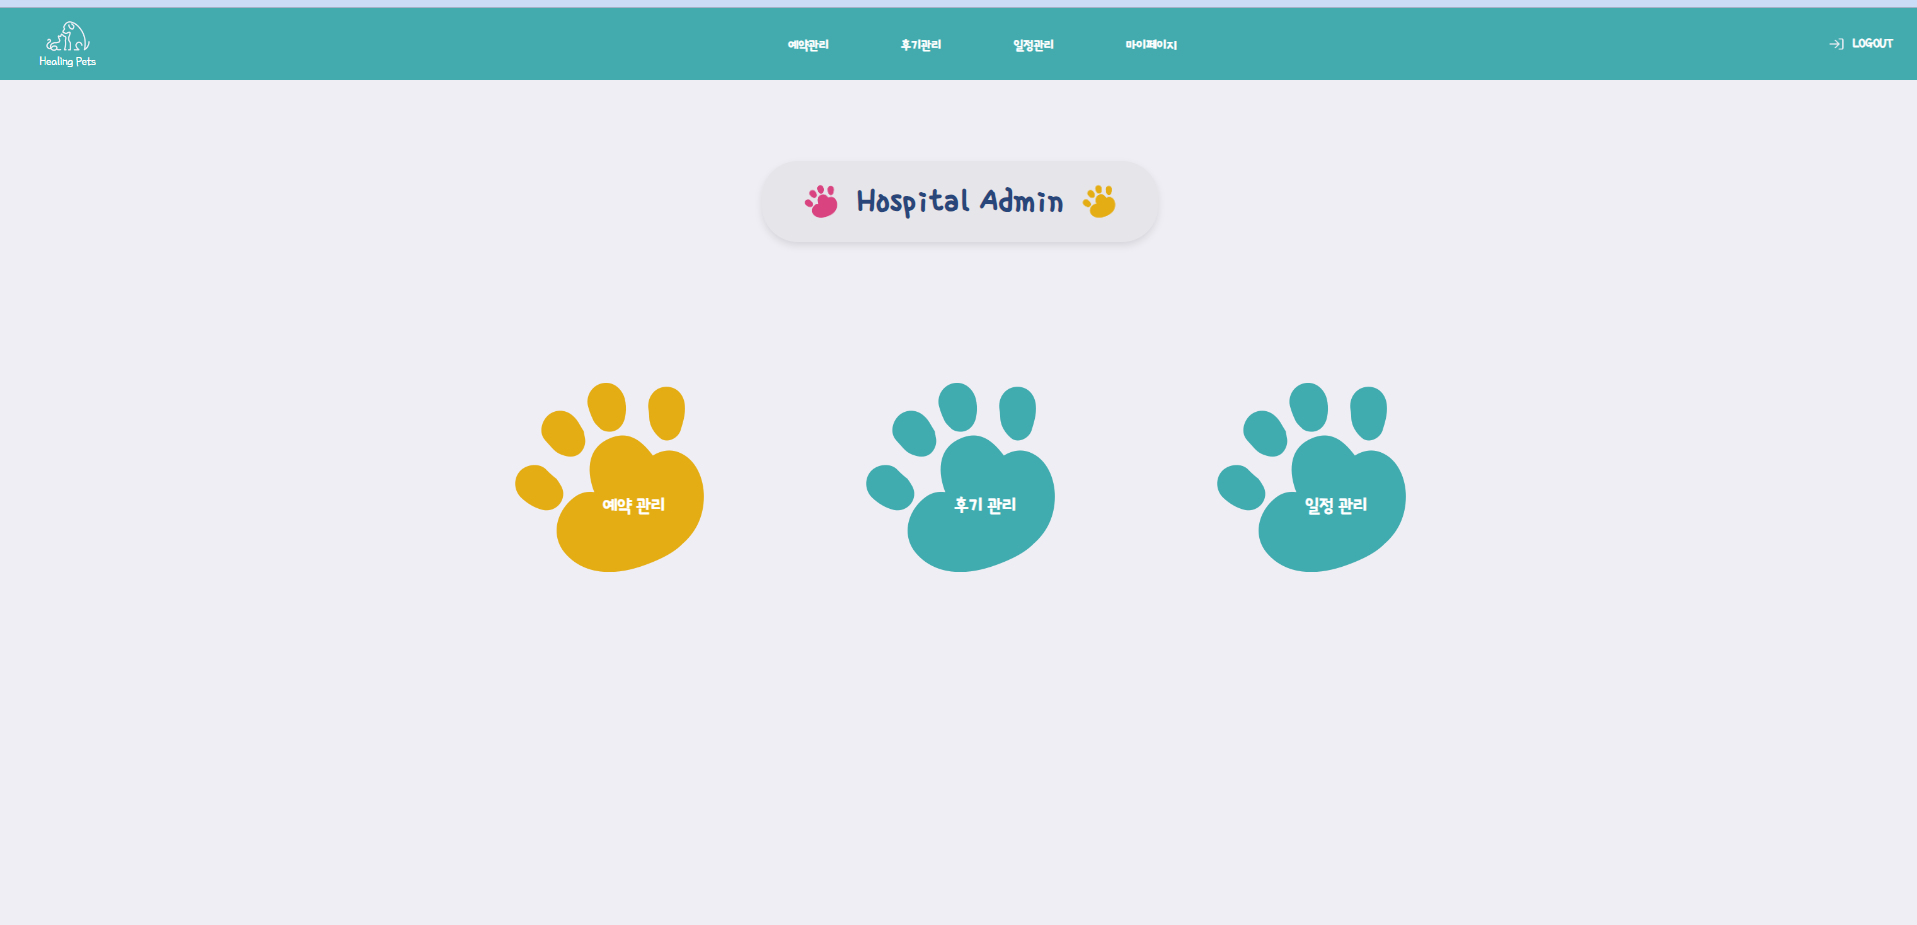 Healing Pets
예약관리 후기관리 일정관리 마이페이지
LOGOUT
Hospital Admin
예약 관리
후기 관리
일정 관리